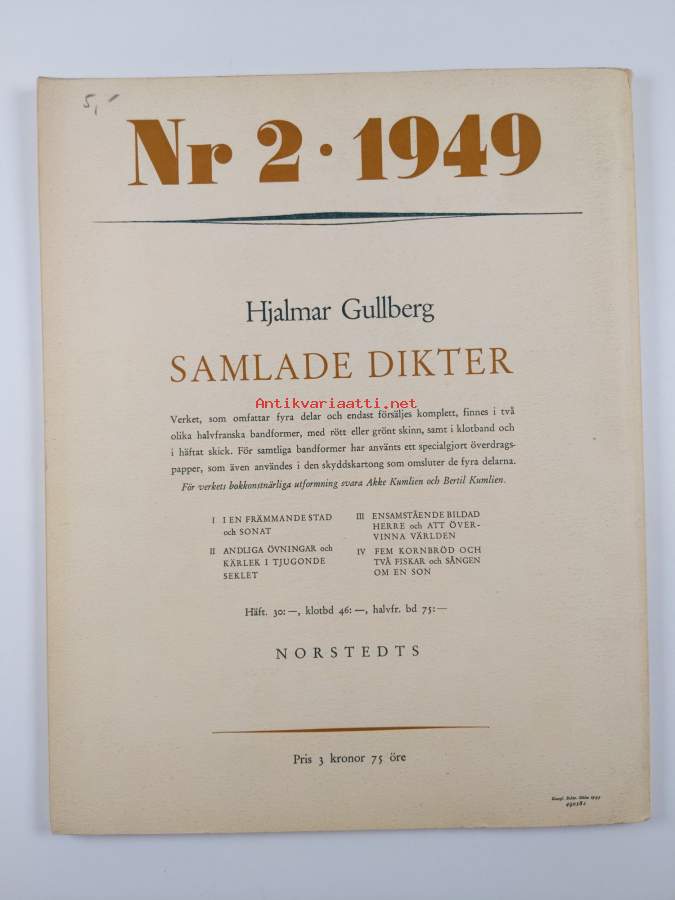 5,-
Nr 2 · 1949
Hjalmar Gullberg
SAMLADE DIKTER
Antikvariaatti.net
Verket, som omfattar fyra delar och endast försäljes komplett, finnes i två
olika halvfranska bandformer, med rött eller grönt skinn, samt i klotband och
i häftat skick. För samtliga bandformer har använts ett specialgjort överdrags-
papper, som även användes i den skyddskartong som omsluter de fyra delarna.
För verkets bokkonstnärliga utformning svara Akke Kumlien och Bertil Kumlien.
I I EN FRÄMMANDE STAD
och SONAT
II ANDLIGA ÖVNINGAR och
KÄRLEK I TJUGONDE
SEKLET
III ENSAMSTÅENDE BILDAD
HERRE och ATT ÖVER-
VINNA VÄRLDEN
IV FEM KORNBRÖD OCH
TVÅ FISKAR och SÅNGEN
OM EN SON
Häft. 30:—, klotbd 46:—, halvfr. bd 75:—
NORSTEDTS
Pris 3 kronor 75 öre
Kungl. Boktr. Sthlm 1949
490281